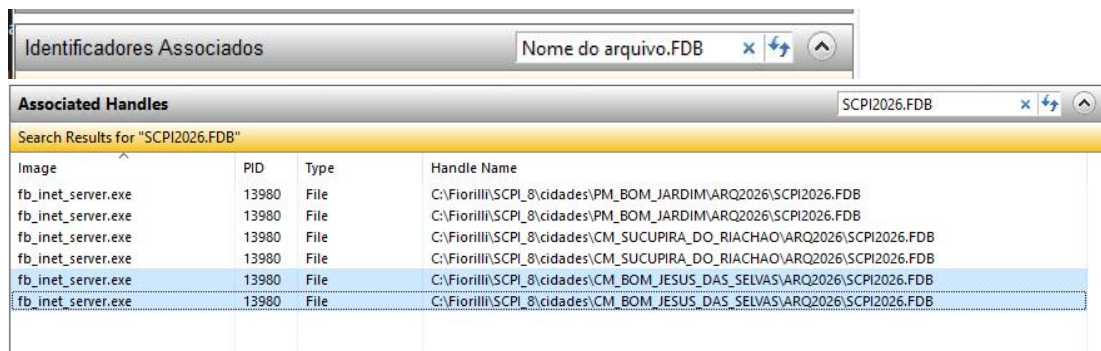 Identificadores Associados Nome do arquivo.FDB
Associated Handles SCPI2026.FDB
Search Results for "SCPI2026.FDB"
Image PID Type Handle Name
fb_inet_server.exe 13980 File C:\Fiorilli\SCPI_8\cidades\PM_BOM_JARDIM\ARQ2026\SCPI2026.FDB
fb_inet_server.exe 13980 File C:\Fiorilli\SCPI_8\cidades\PM_BOM_JARDIM\ARQ2026\SCPI2026.FDB
fb_inet_server.exe 13980 File C:\Fiorilli\SCPI_8\cidades\CM_SUCUPIRA_DO_RIACHAO\ARQ2026\SCPI2026.FDB
fb_inet_server.exe 13980 File C:\Fiorilli\SCPI_8\cidades\CM_SUCUPIRA_DO_RIACHAO\ARQ2026\SCPI2026.FDB
fb_inet_server.exe 13980 File C:\Fiorilli\SCPI_8\cidades\CM_BOM_JESUS_DAS_SELVAS\ARQ2026\SCPI2026.FDB
fb_inet_server.exe 13980 File C:\Fiorilli\SCPI_8\cidades\CM_BOM_JESUS_DAS_SELVAS\ARQ2026\SCPI2026.FDB